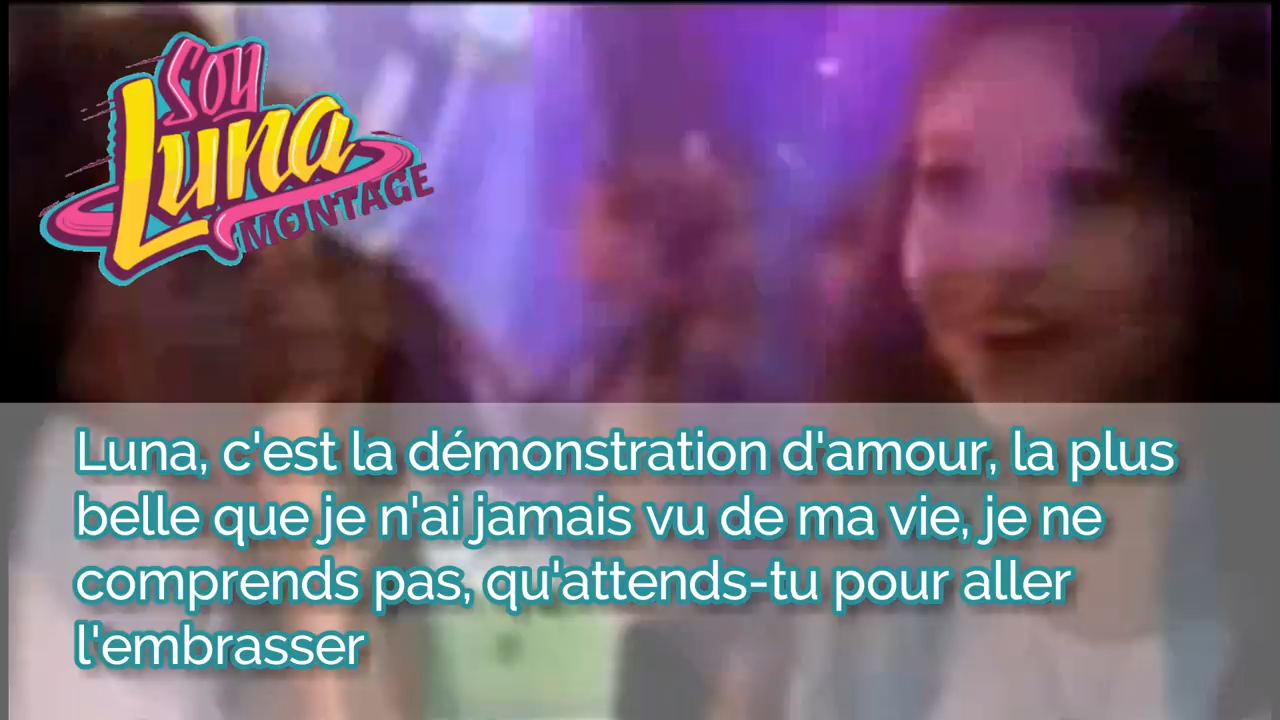 SOY
Luna
MONTAGE
Luna, c'est la démonstration d'amour, la plus
belle que je n'ai jamais vu de ma vie, je ne
comprends pas, qu'attends-tu pour aller
l'embrasser